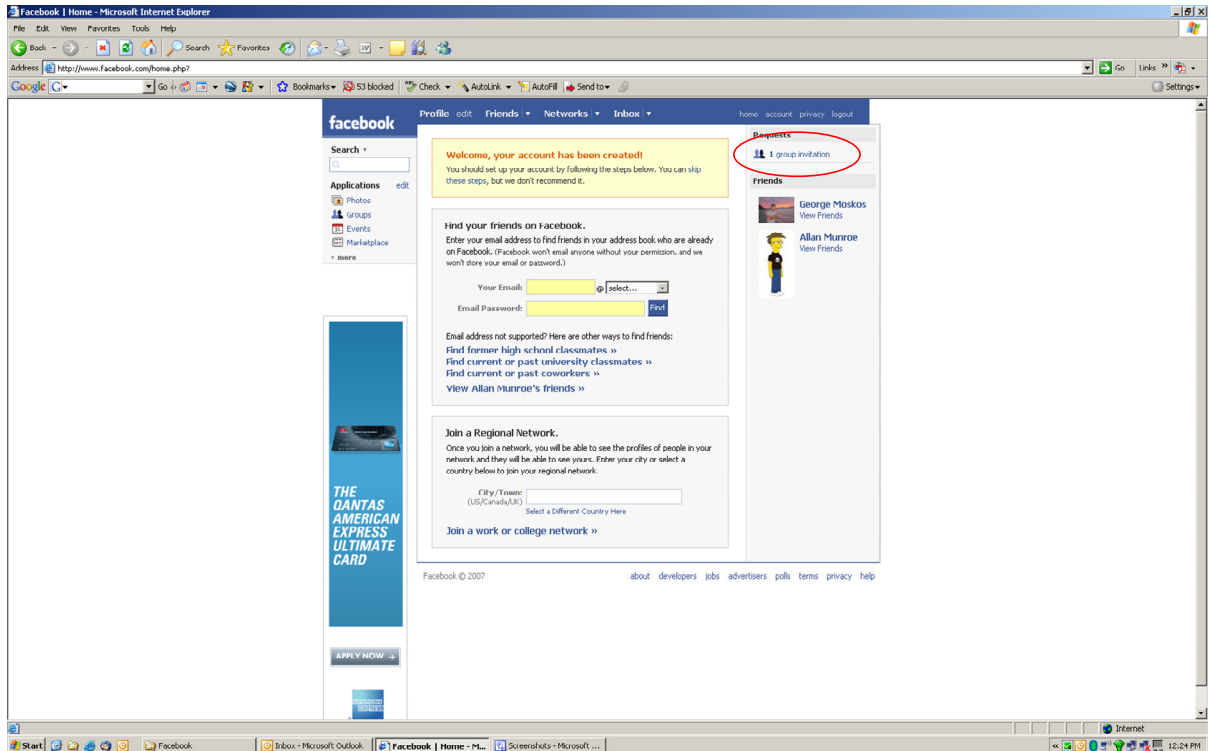 Facebook | Home - Microsoft Internet Explorer
File Edit View Favorites Tools Help
Back Search Favorites
Address http://www.facebook.com/home.php? Go Links »
Google G Go Bookmarks 53 blocked Check AutoLink AutoFill Send to Settings
facebook
Profile edit Friends Networks Inbox home account privacy logout
Search
Applications edit
Photos
Groups
Events
Marketplace
more
Welcome, your account has been created!
You should set up your account by following the steps below. You can skip
these steps, but we don't recommend it.
Find your friends on Facebook.
Enter your email address to find friends in your address book who are already
on Facebook. (Facebook won't email anyone without your permission, and we
won't store your email or password.)
Your Email: @ select...
Email Password: Find
Email address not supported? Here are other ways to find friends:
Find former high school classmates »
Find current or past university classmates »
Find current or past coworkers »
View Allan Munroe's friends »
Join a Regional Network.
Once you join a network, you will be able to see the profiles of people in your
network and they will be able to see yours. Enter your city or select a
country below to join your regional network.
City/Town:
(US/Canada/UK)
Select a Different Country Here
Join a work or college network »
Requests
1 group invitation
Friends
George Moskos
View Friends
Allan Munroe
View Friends
THE
QANTAS
AMERICAN
EXPRESS
ULTIMATE
CARD
APPLY NOW
AMERICAN
EXPRESS
Facebook © 2007 about developers jobs advertisers polls terms privacy help
Internet
Start Facebook Inbox - Microsoft Outlook Facebook | Home - M... Screenshots - Microsoft ... « 12:24 PM